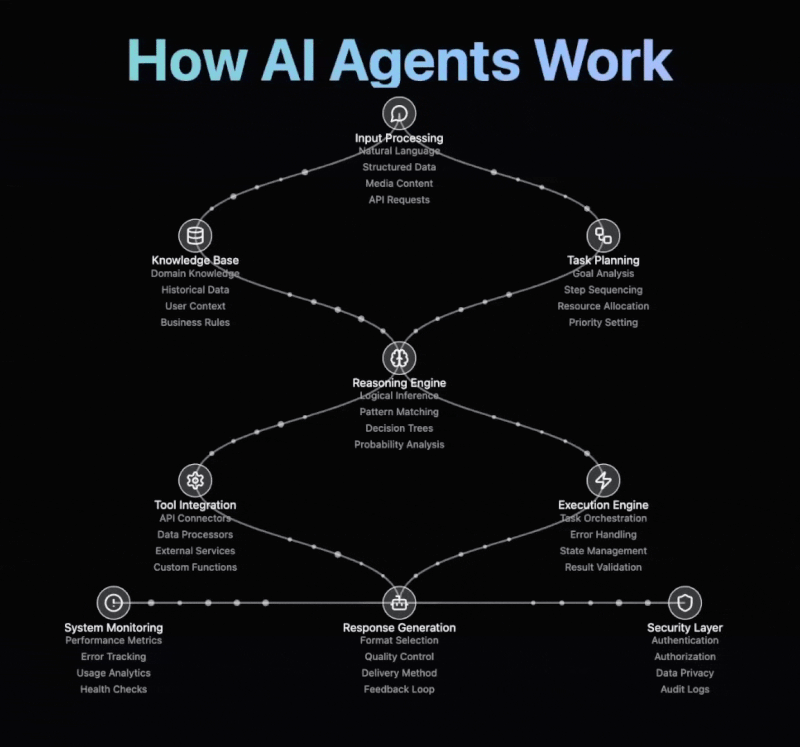 How AI Agents Work
Input Processing
Natural Language
Structured Data
Media Content
API Requests
Knowledge Base
Domain Knowledge
Historical Data
User Context
Business Rules
Task Planning
Goal Analysis
Step Sequencing
Resource Allocation
Priority Setting
Reasoning Engine
Logical Inference
Pattern Matching
Decision Trees
Probability Analysis
Tool Integration
API Connectors
Data Processors
External Services
Custom Functions
Execution Engine
Task Orchestration
Error Handling
State Management
Result Validation
System Monitoring
Performance Metrics
Error Tracking
Usage Analytics
Health Checks
Response Generation
Format Selection
Quality Control
Delivery Method
Feedback Loop
Security Layer
Authentication
Authorization
Data Privacy
Audit Logs